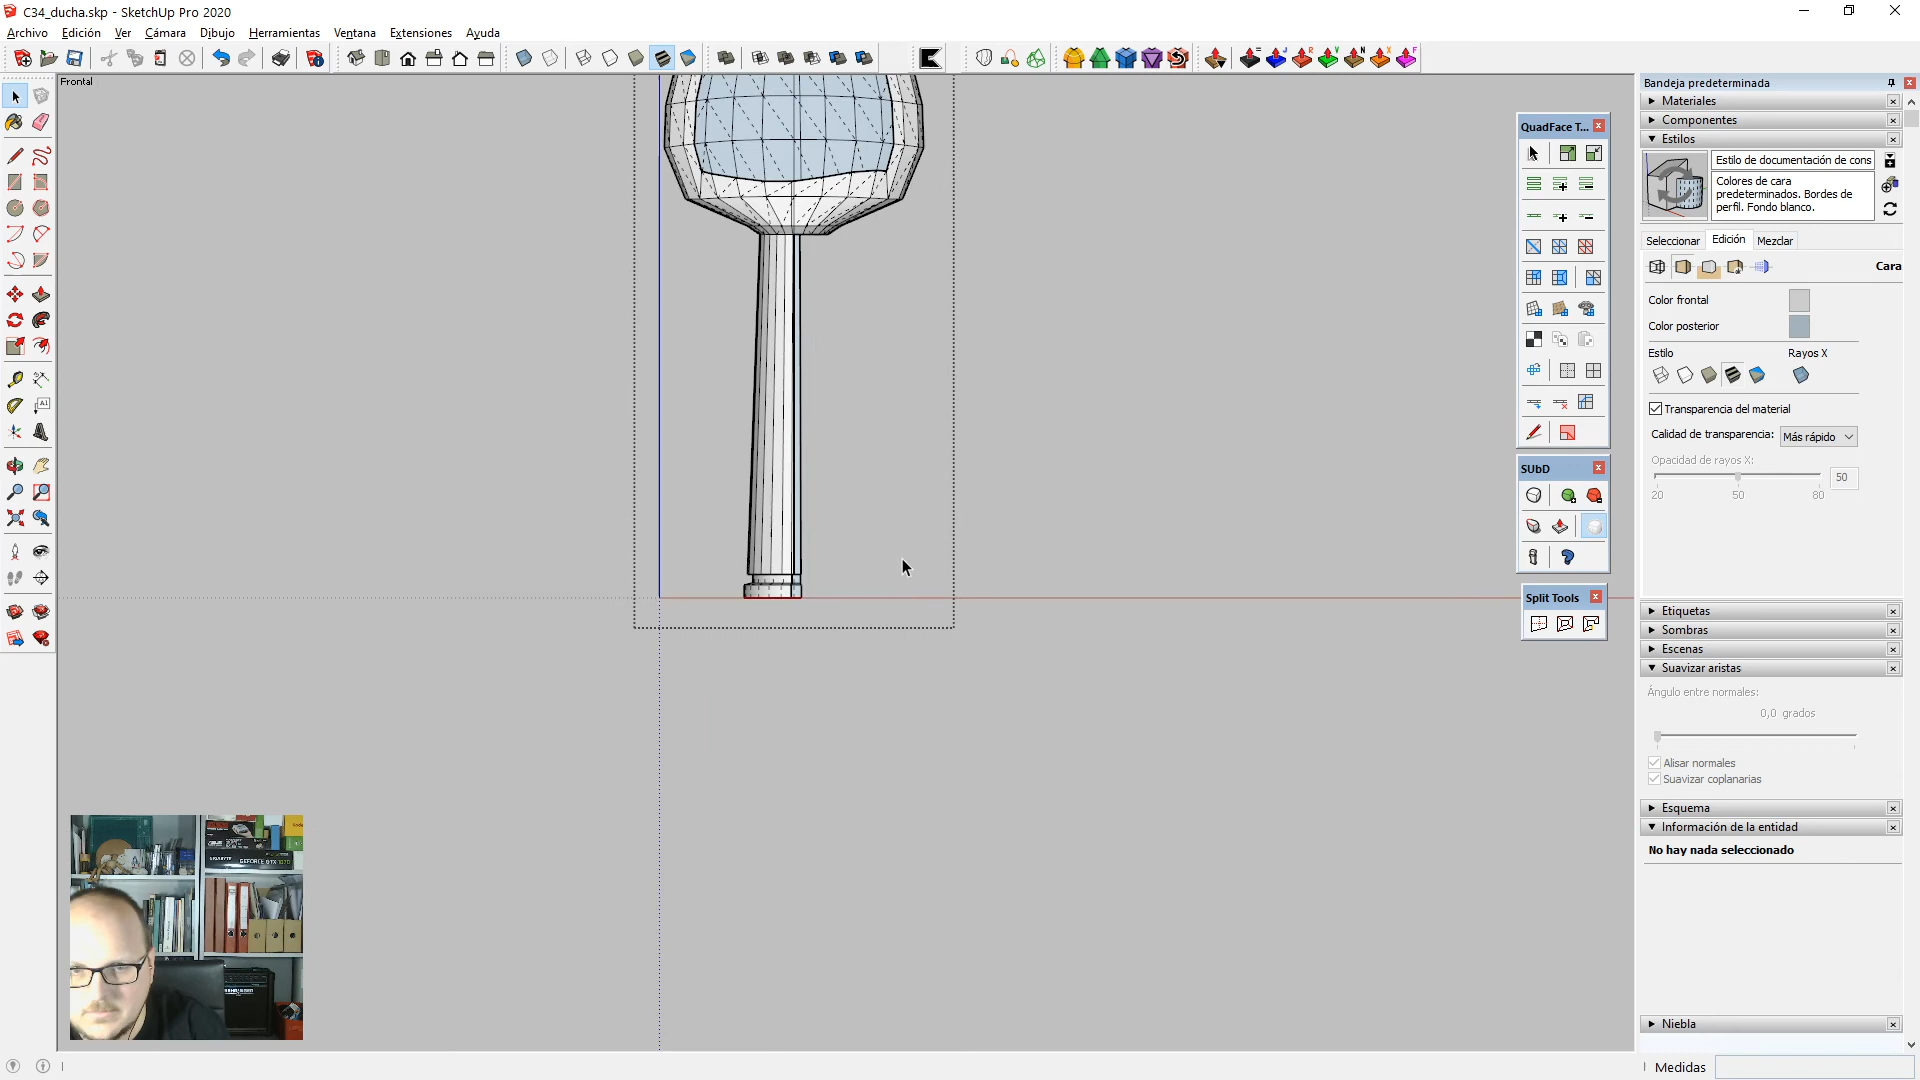 C34_ducha.skp - SketchUp Pro 2020
Archivo Edición Ver Cámara Dibujo Herramientas Ventana Extensiones Ayuda
Frontal
Bandeja predeterminada
Materiales
Componentes
Estilos
Estilo de documentación de cons
Colores de cara
predeterminados. Bordes de
perfil. Fondo blanco.
Seleccionar Edición Mezclar
Cara
Color frontal
Color posterior
Estilo Rayos X
Transparencia del material
Calidad de transparencia: Más rápido
Opacidad de rayos X:
50
20 50 80
Etiquetas
Sombras
Escenas
Suavizar aristas
Ángulo entre normales:
0,0 grados
Alisar normales
Suavizar coplanarias
Esquema
Información de la entidad
No hay nada seleccionado
Niebla
Medidas
QuadFace T...
SUbD
Split Tools
GIGABYTE
GEFORCE GTX 1070